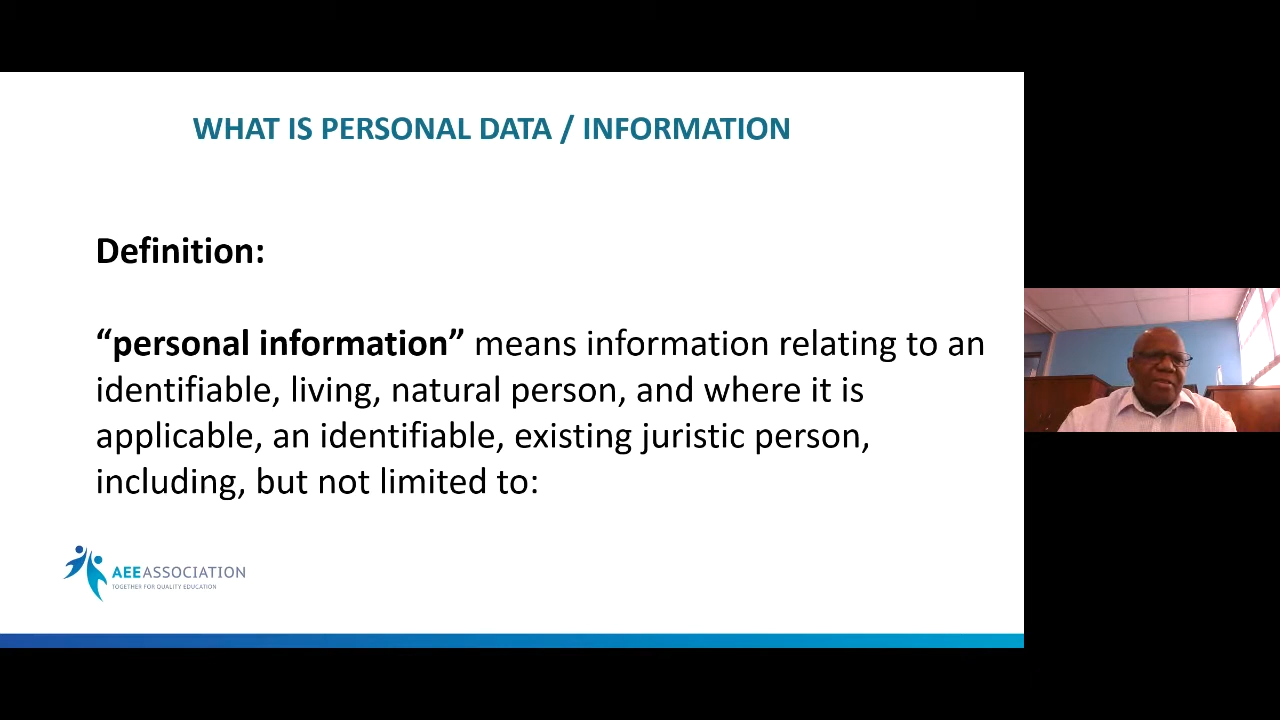 WHAT IS PERSONAL DATA / INFORMATION
Definition:
“personal information” means information relating to an
identifiable, living, natural person, and where it is
applicable, an identifiable, existing juristic person,
including, but not limited to:
AEEASSOCIATION
TOGETHER FOR QUALITY EDUCATION